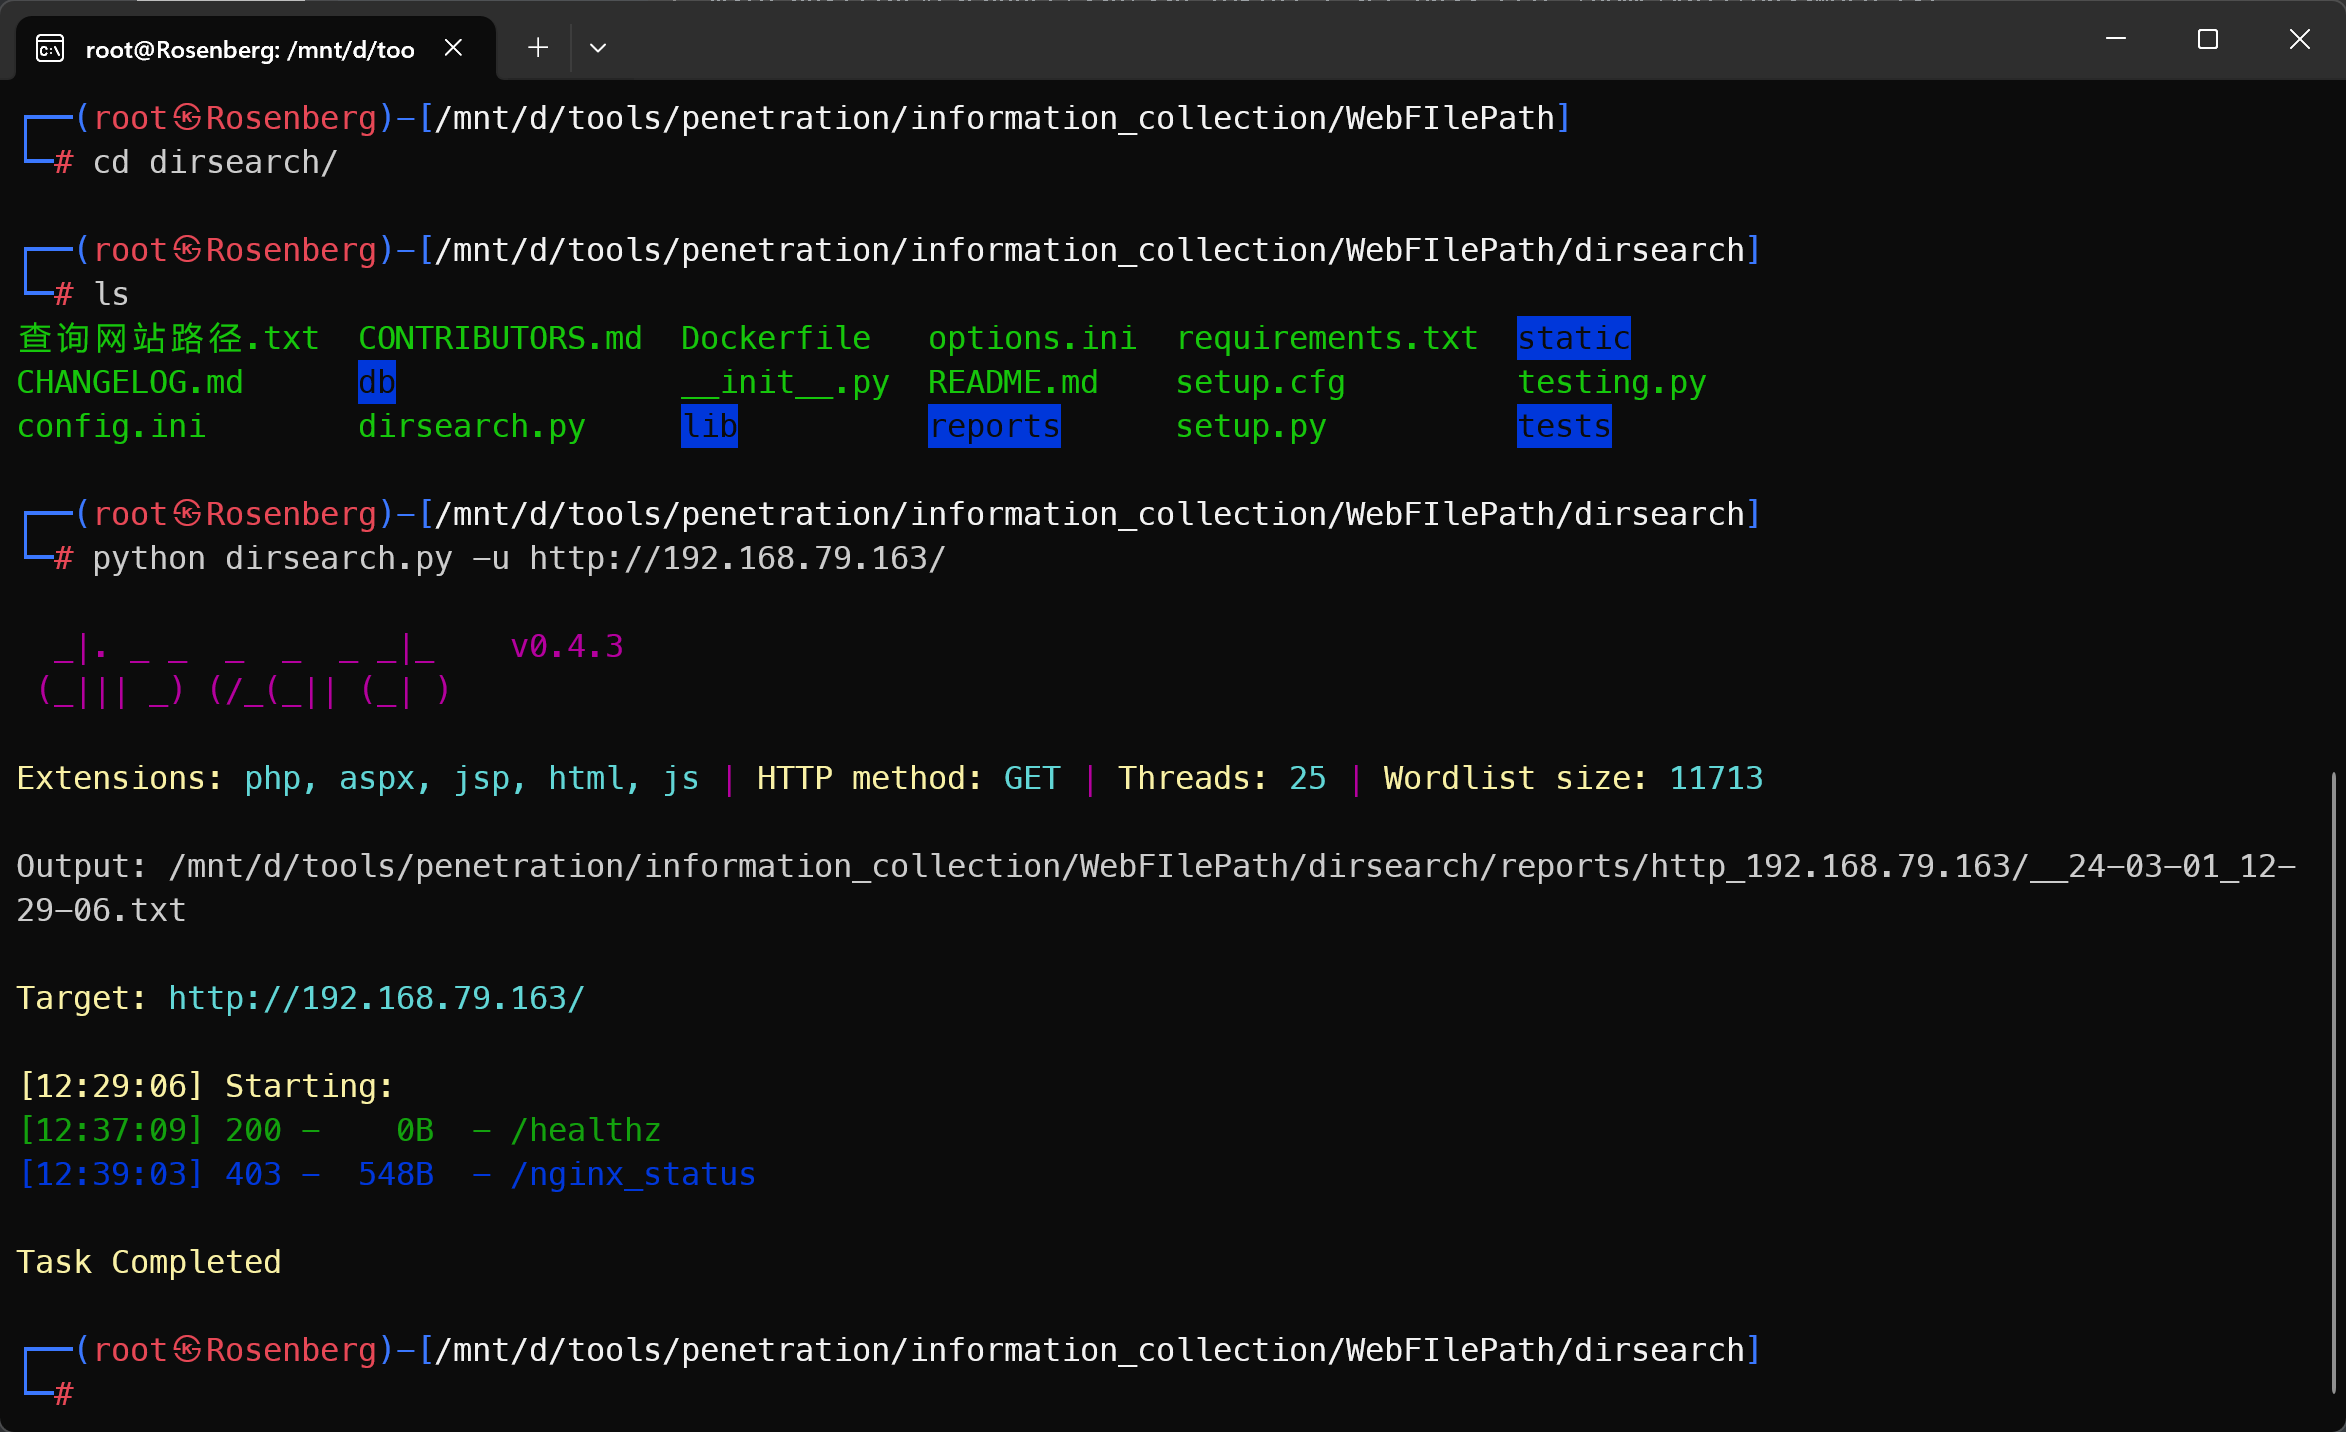 root@Rosenberg: /mnt/d/too
┌──(root㉿Rosenberg)-[/mnt/d/tools/penetration/information_collection/WebFIlePath]
└─# cd dirsearch/
┌──(root㉿Rosenberg)-[/mnt/d/tools/penetration/information_collection/WebFIlePath/dirsearch]
└─# ls
查询网站路径.txt  CONTRIBUTORS.md  Dockerfile   options.ini  requirements.txt  static
CHANGELOG.md      db               __init__.py  README.md    setup.cfg         testing.py
config.ini        dirsearch.py     lib          reports      setup.py          tests
┌──(root㉿Rosenberg)-[/mnt/d/tools/penetration/information_collection/WebFIlePath/dirsearch]
└─# python dirsearch.py -u http://192.168.79.163/
  _|. _ _  _  _  _ _|_    v0.4.3
 (_||| _) (/_(_|| (_| )
Extensions: php, aspx, jsp, html, js | HTTP method: GET | Threads: 25 | Wordlist size: 11713
Output: /mnt/d/tools/penetration/information_collection/WebFIlePath/dirsearch/reports/http_192.168.79.163/__24-03-01_12-
29-06.txt
Target: http://192.168.79.163/
[12:29:06] Starting:
[12:37:09] 200 -    0B  - /healthz
[12:39:03] 403 -  548B  - /nginx_status
Task Completed
┌──(root㉿Rosenberg)-[/mnt/d/tools/penetration/information_collection/WebFIlePath/dirsearch]
└─#